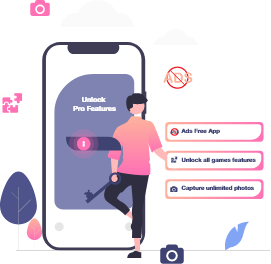 Unlock
Pro Features
ADS
Ads Free App
Unlock all games features
Capture unlimited photos